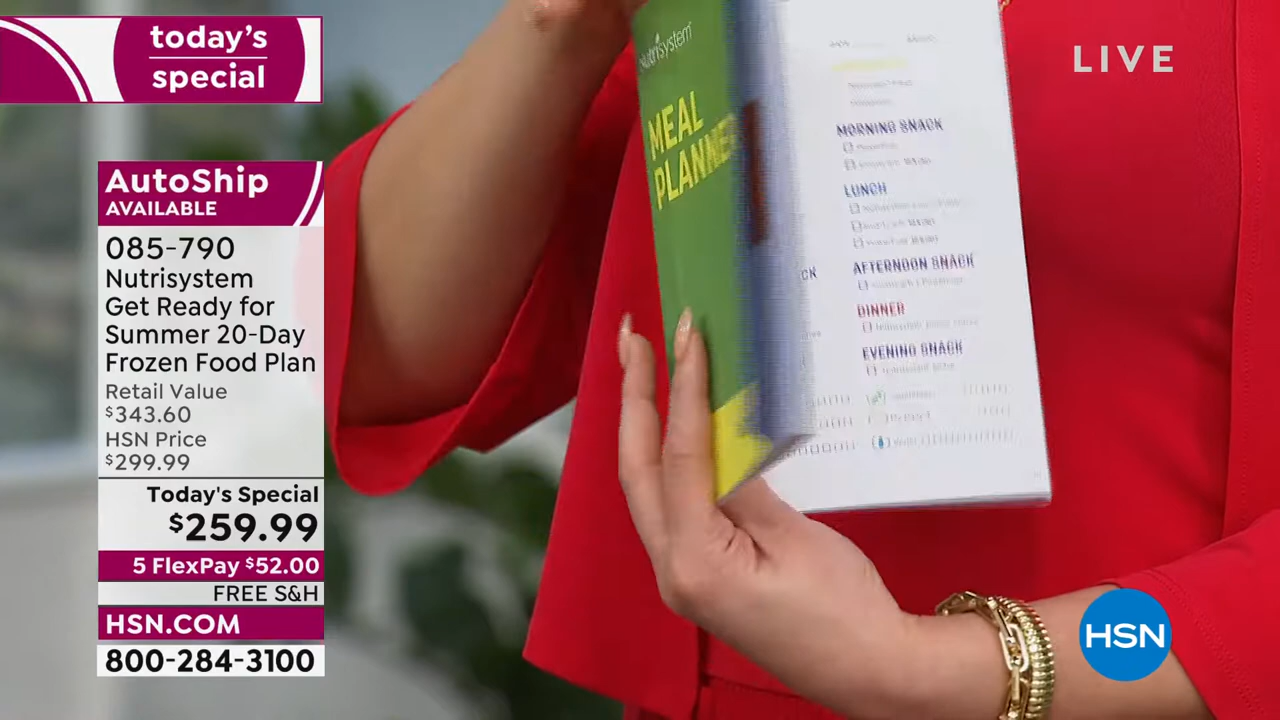 today's
special
LIVE
AutoShip
AVAILABLE
085-790
Nutrisystem
Get Ready for
Summer 20-Day
Frozen Food Plan
Retail Value
$343.60
HSN Price
$299.99
Today's Special
$259.99
5 FlexPay $52.00
FREE S&H
HSN.COM
800-284-3100
Nutrisystem
MEAL
PLANNER
MORNING SNACK
LUNCH
AFTERNOON SNACK
DINNER
EVENING SNACK
HSN